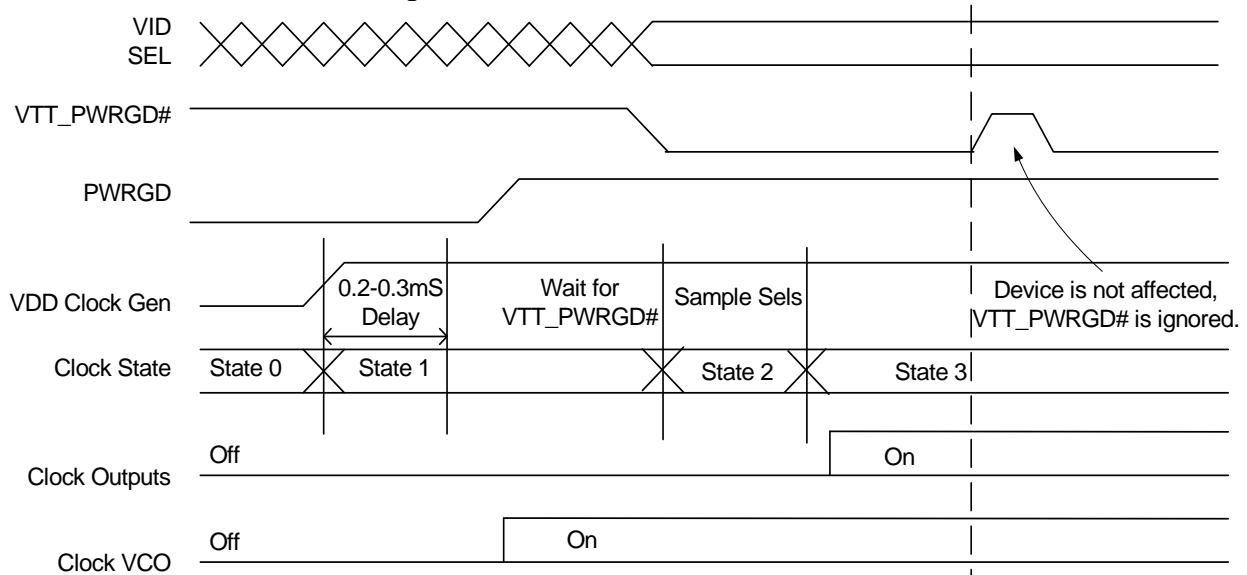 VID
SEL
VTT_PWRGD#
PWRGD
VDD Clock Gen
0.2-0.3mS
Delay
Wait for
VTT_PWRGD#
Sample Sels
Device is not affected,
VTT_PWRGD# is ignored.
Clock State
State 0
State 1
State 2
State 3
Clock Outputs
Off
On
Clock VCO
Off
On